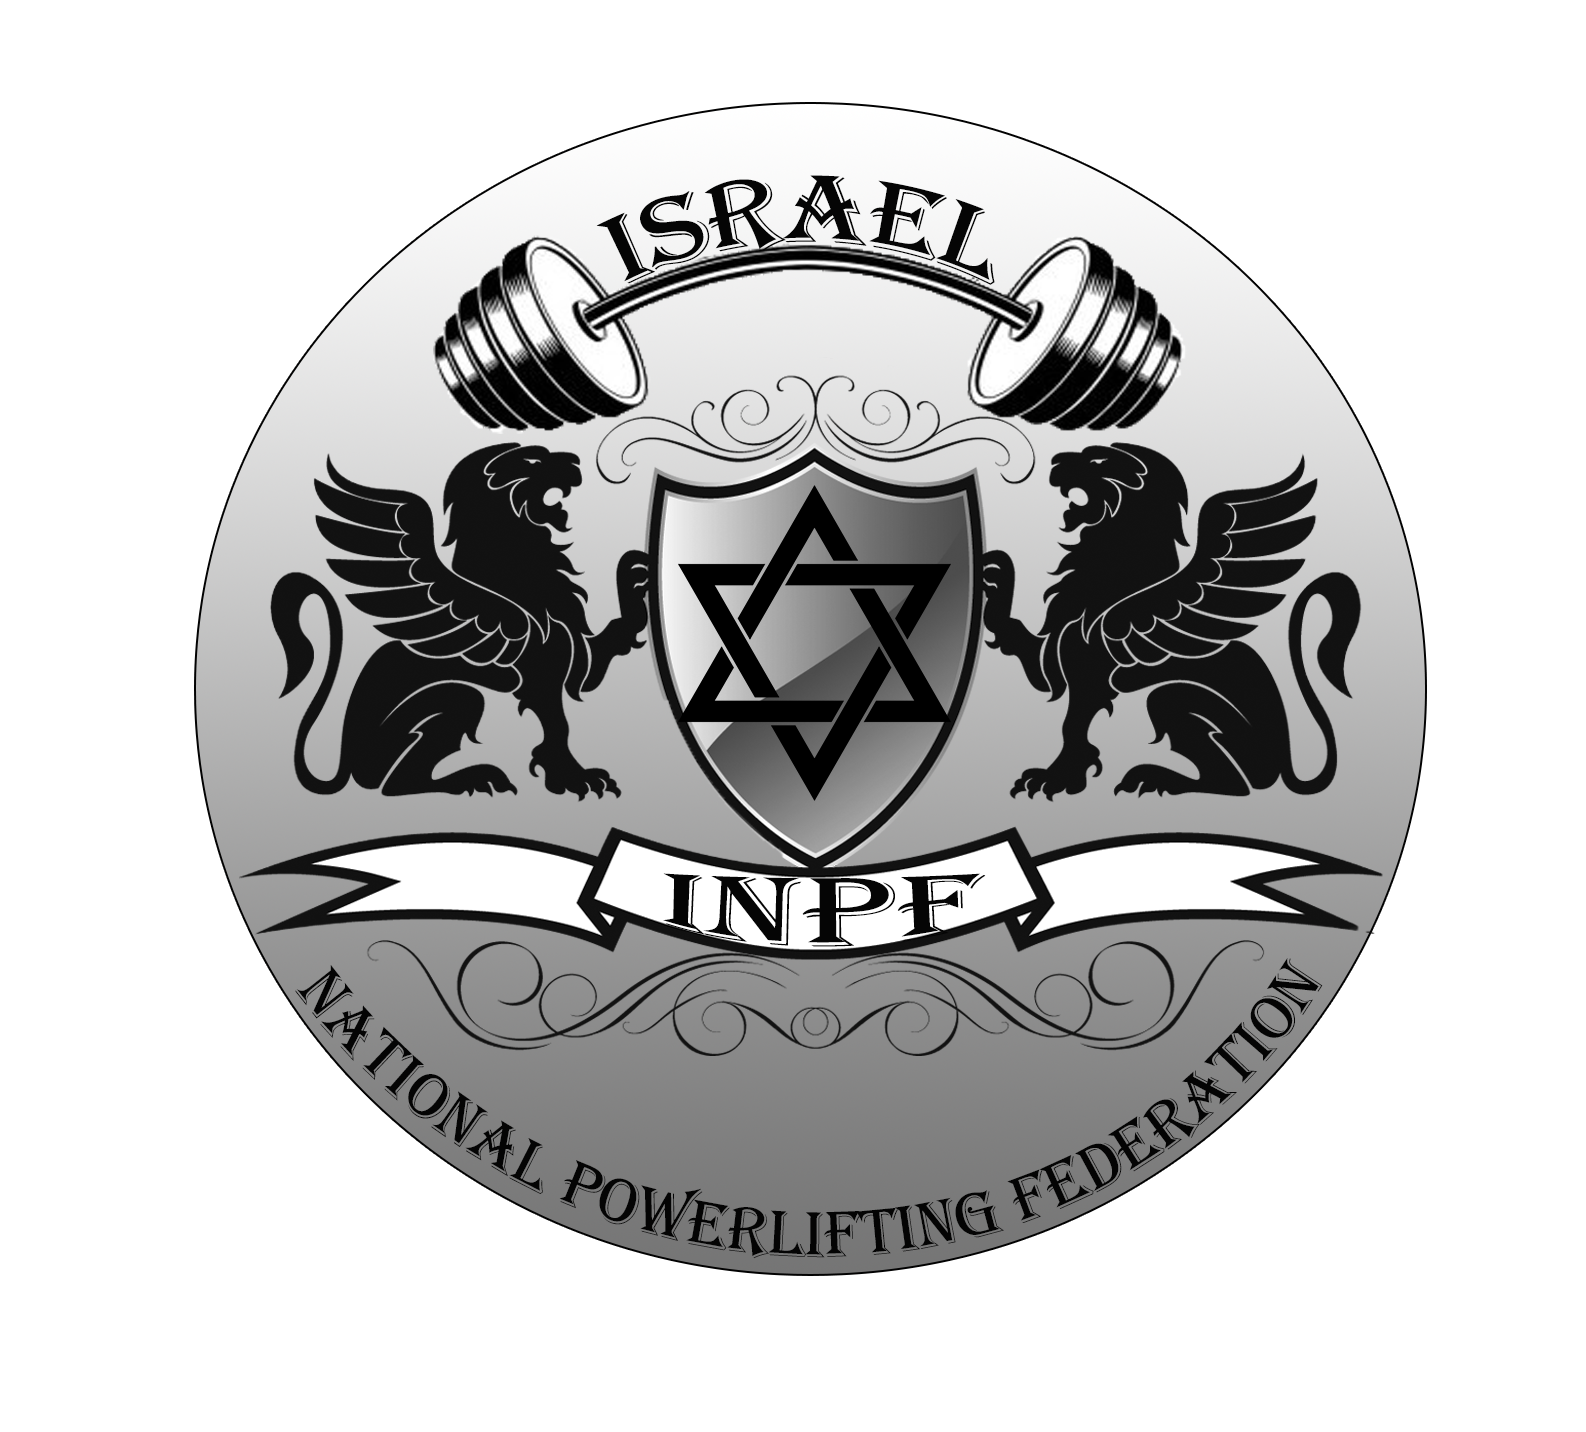 ISRAEL
INPF
NATIONAL POWERLIFTING FEDERATION